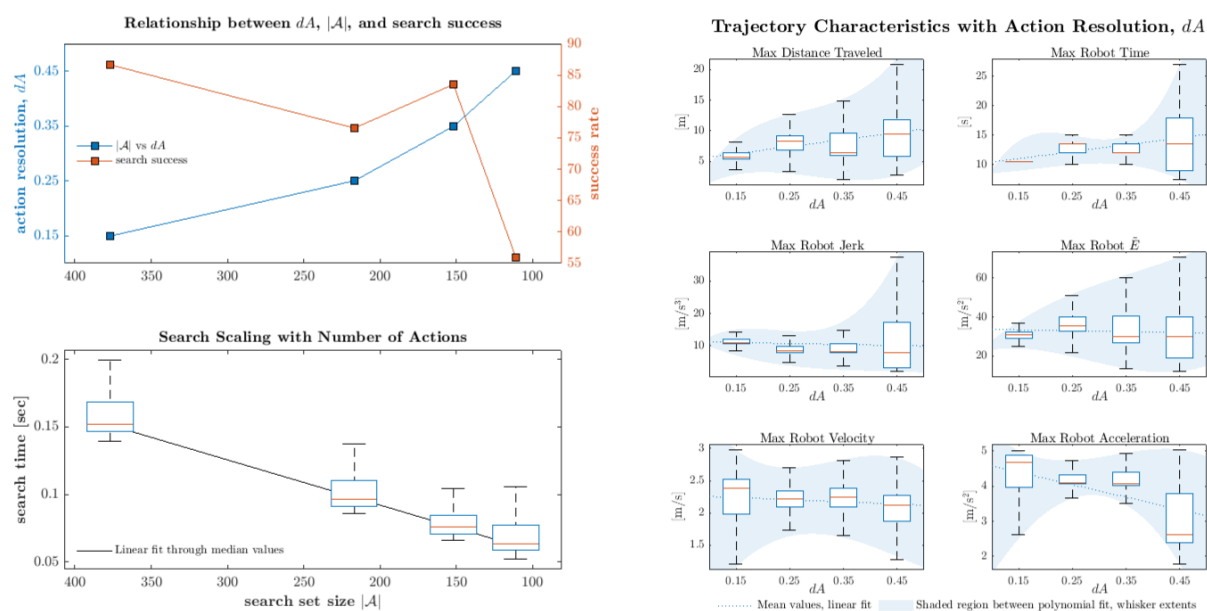 Relationship between dA, |𝒜|, and search success
action resolution, dA
0.45
0.35
0.25
0.15
90
85
80
75
70
65
60
55
success rate
|𝒜| vs dA
search success
400
350
300
250
200
150
100
Search Scaling with Number of Actions
search time [sec]
0.2
0.15
0.1
0.05
Linear fit through median values
400
350
300
250
200
150
100
search set size |𝒜|
Trajectory Characteristics with Action Resolution, dA
Max Distance Traveled
[m]
20
15
10
5
0.15
0.25
0.35
0.45
dA
Max Robot Time
[s]
25
20
15
10
0.15
0.25
0.35
0.45
dA
Max Robot Jerk
[m/s³]
30
20
10
0.15
0.25
0.35
0.45
dA
Max Robot Ẽ
[m/s²]
60
40
20
0.15
0.25
0.35
0.45
dA
Max Robot Velocity
[m/s]
2.5
2
1.5
0.15
0.25
0.35
0.45
dA
Max Robot Acceleration
[m/s²]
5
4
3
2
0.15
0.25
0.35
0.45
dA
Mean values, linear fit
Shaded region between polynomial fit, whisker extents